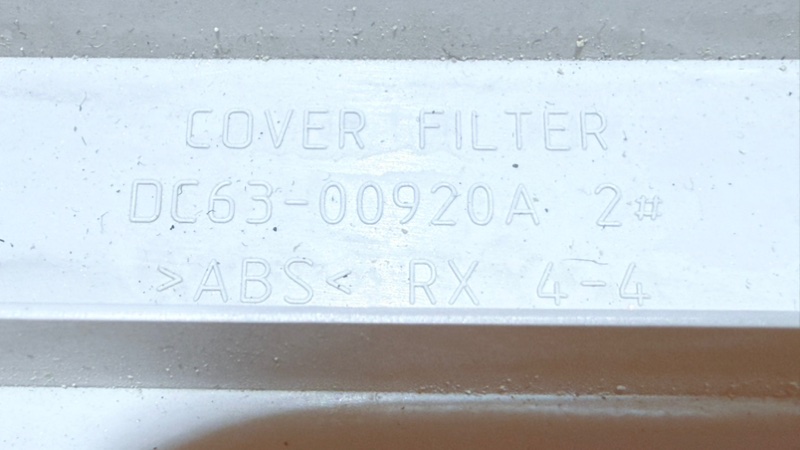 COVER FILTER
DC63-00920A 2#
>ABS< RX 4-4